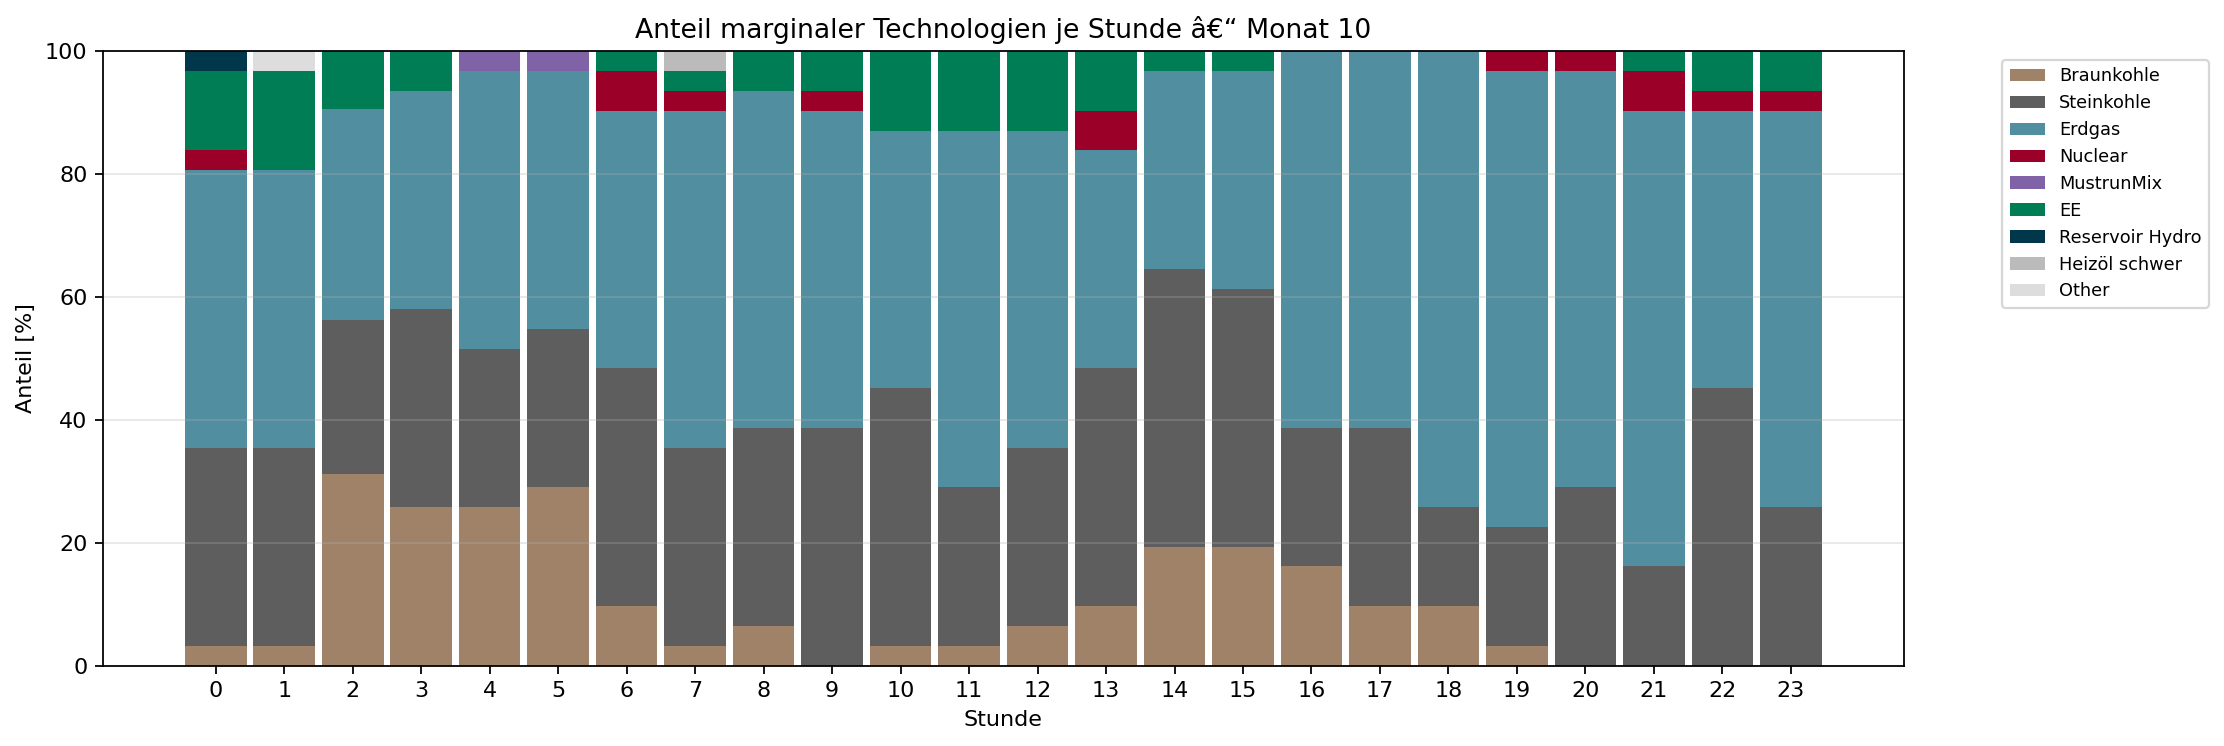 Anteil marginaler Technologien je Stunde â€“ Monat 10
Anteil [%]
100
80
60
40
20
0
0 1 2 3 4 5 6 7 8 9 10 11 12 13 14 15 16 17 18 19 20 21 22 23
Stunde
Braunkohle
Steinkohle
Erdgas
Nuclear
MustrunMix
EE
Reservoir Hydro
Heizöl schwer
Other